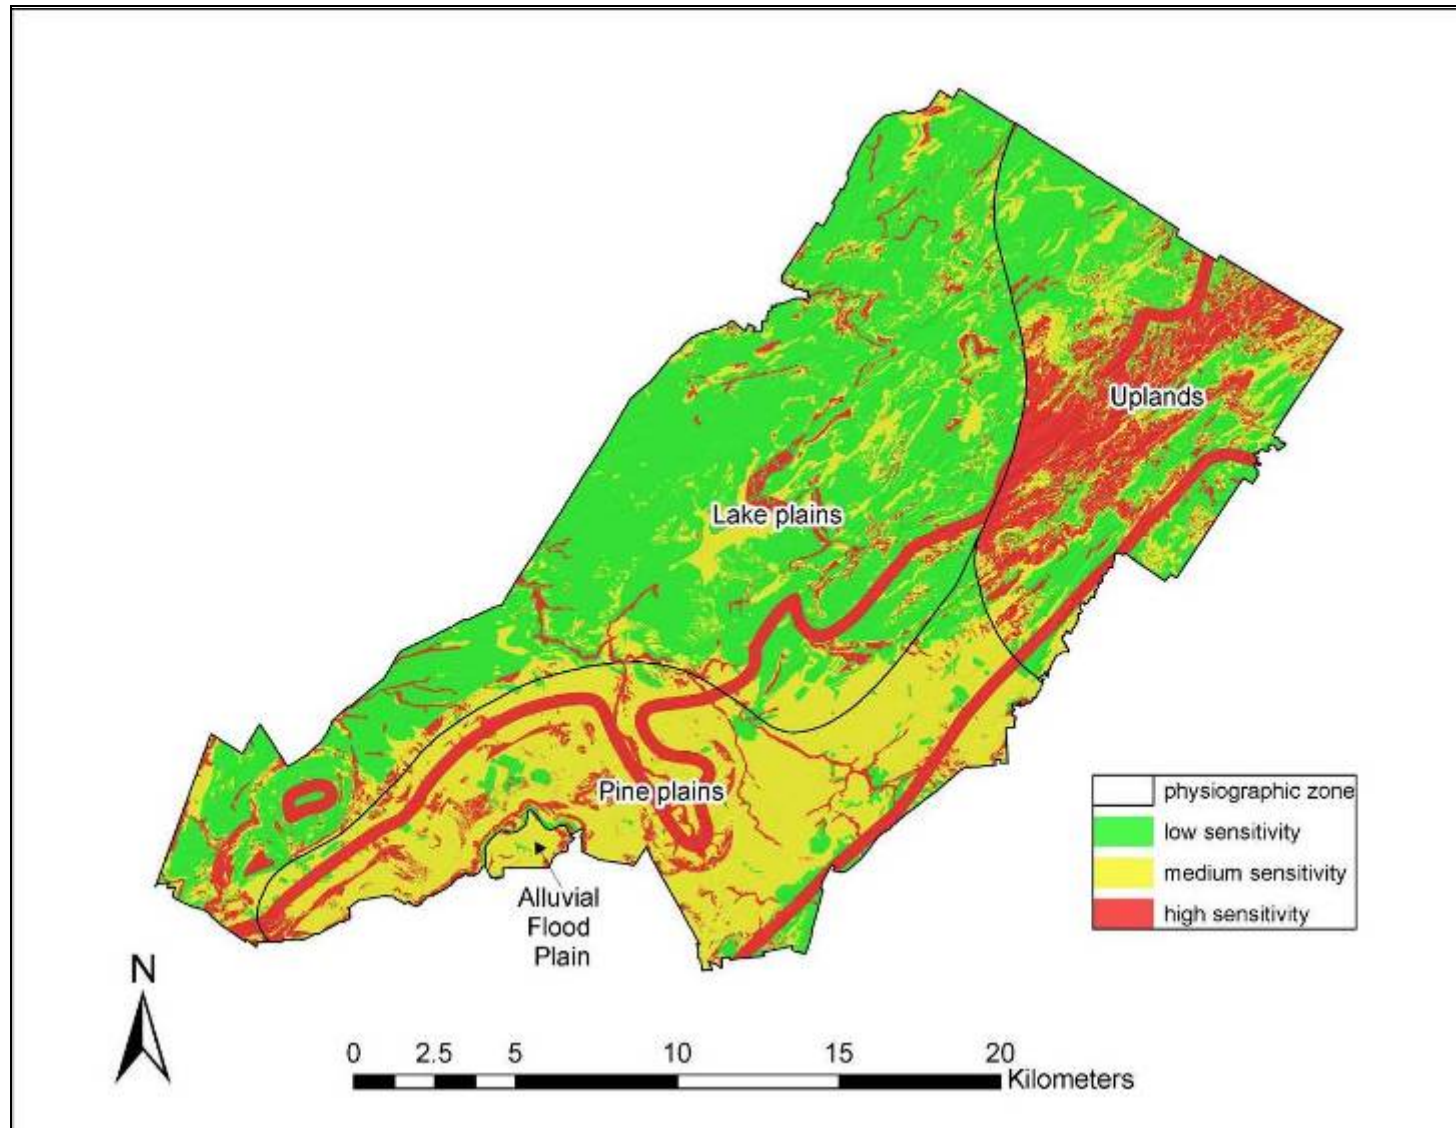 Uplands
Lake plains
Pine plains
Alluvial
Flood
Plain
physiographic zone
low sensitivity
medium sensitivity
high sensitivity
N
0 2.5 5 10 15 20
Kilometers